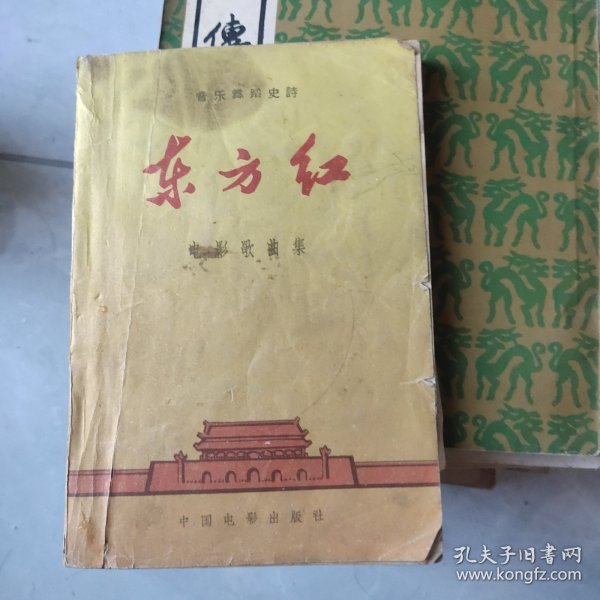 音乐舞蹈史詩
东方红
电影歌曲集
中国电影出版社
傳
孔夫子旧书网
www.kongfz.com